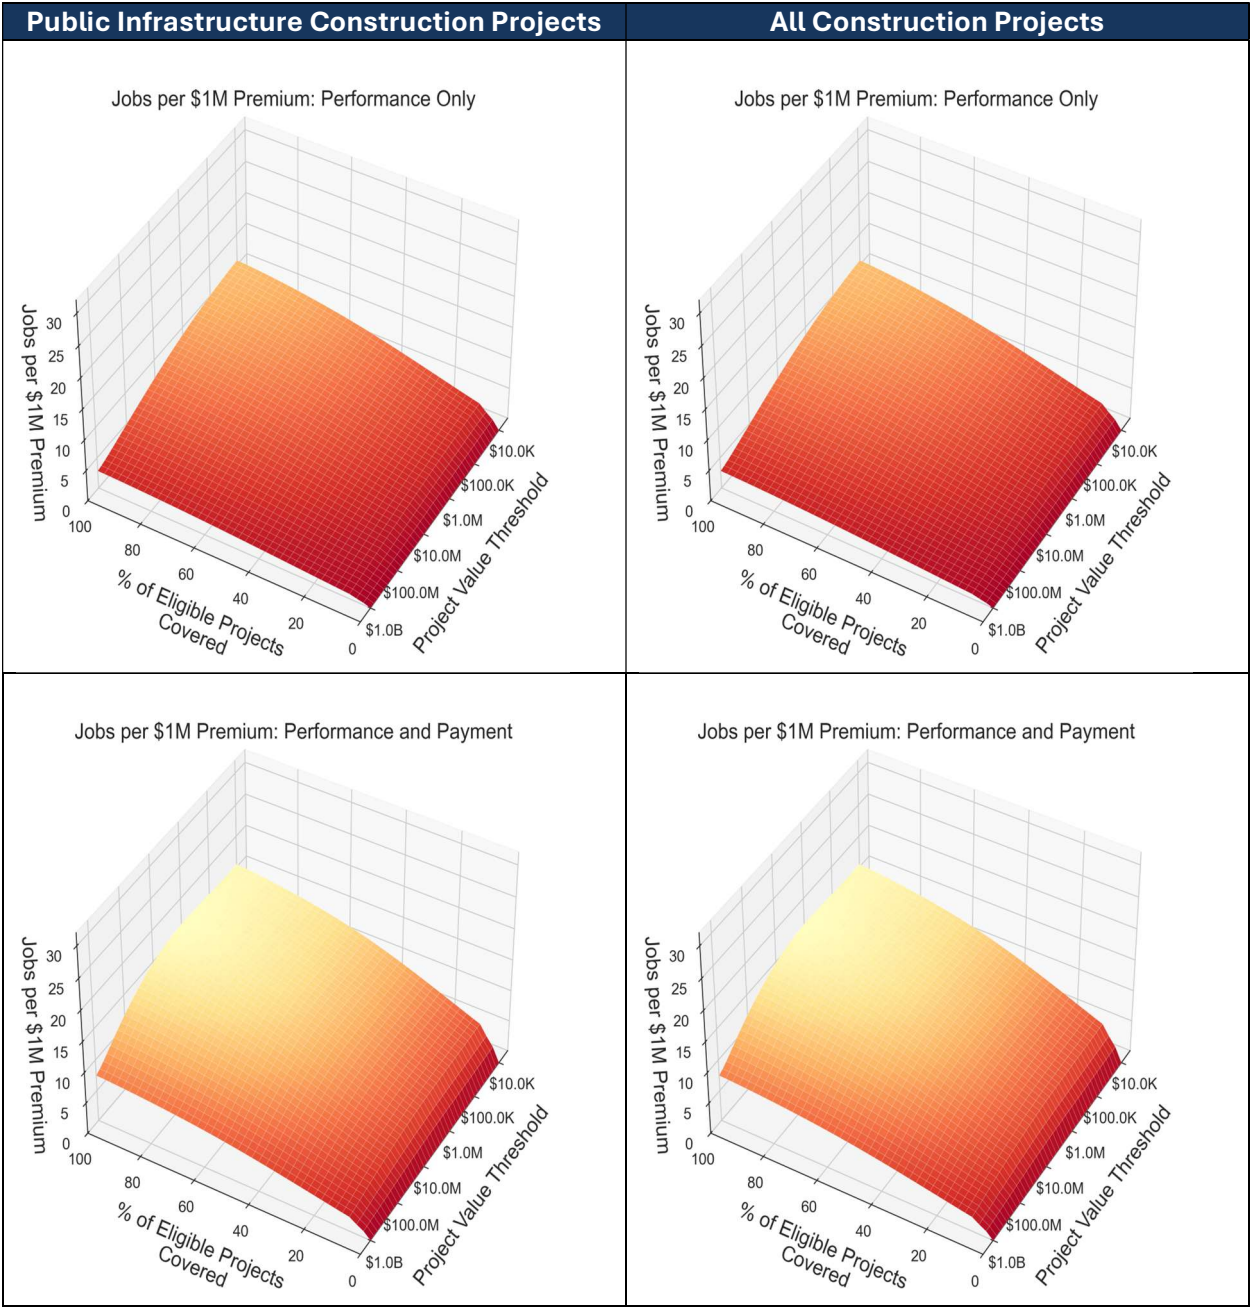 Public Infrastructure Construction Projects
All Construction Projects
Jobs per $1M Premium: Performance Only
Jobs per $1M Premium
30
25
20
15
10
5
0
100
80
60
40
20
0
% of Eligible Projects
Covered
$10.0K
$100.0K
$1.0M
$10.0M
$100.0M
$1.0B
Project Value Threshold
Jobs per $1M Premium: Performance Only
Jobs per $1M Premium
30
25
20
15
10
5
0
100
80
60
40
20
0
% of Eligible Projects
Covered
$10.0K
$100.0K
$1.0M
$10.0M
$100.0M
$1.0B
Project Value Threshold
Jobs per $1M Premium: Performance and Payment
Jobs per $1M Premium
30
25
20
15
10
5
0
100
80
60
40
20
0
% of Eligible Projects
Covered
$10.0K
$100.0K
$1.0M
$10.0M
$100.0M
$1.0B
Project Value Threshold
Jobs per $1M Premium: Performance and Payment
Jobs per $1M Premium
30
25
20
15
10
5
0
100
80
60
40
20
0
% of Eligible Projects
Covered
$10.0K
$100.0K
$1.0M
$10.0M
$100.0M
$1.0B
Project Value Threshold